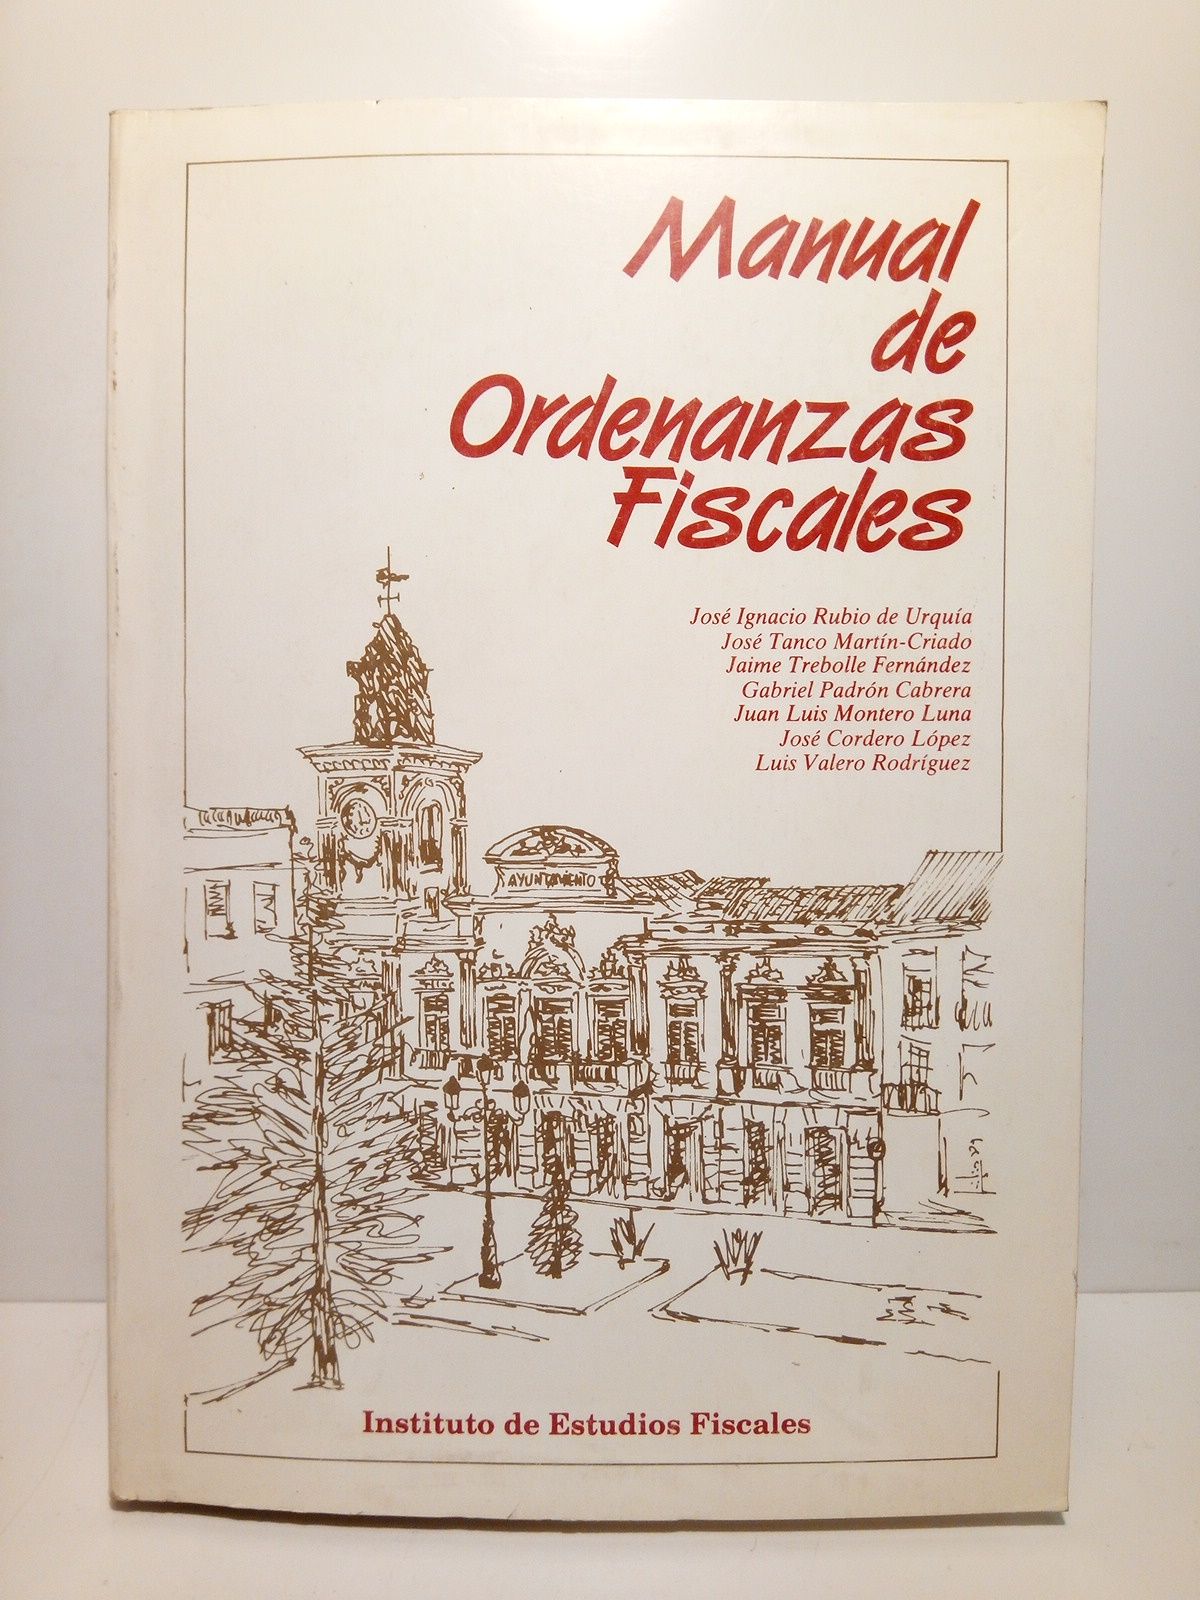 Manual
de
Ordenanzas
Fiscales
José Ignacio Rubio de Urquía
José Tanco Martín-Criado
Jaime Trebolle Fernández
Gabriel Padrón Cabrera
Juan Luis Montero Luna
José Cordero López
Luis Valero Rodríguez
AYUNTAMIENTO
Instituto de Estudios Fiscales